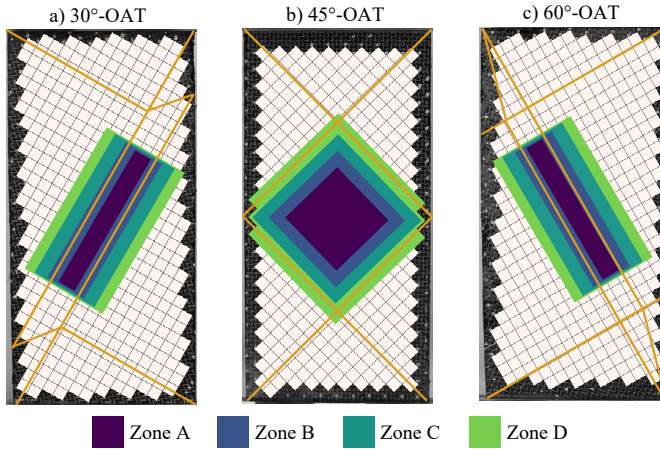 a) 30°-OAT
b) 45°-OAT
c) 60°-OAT
Zone A
Zone B
Zone C
Zone D